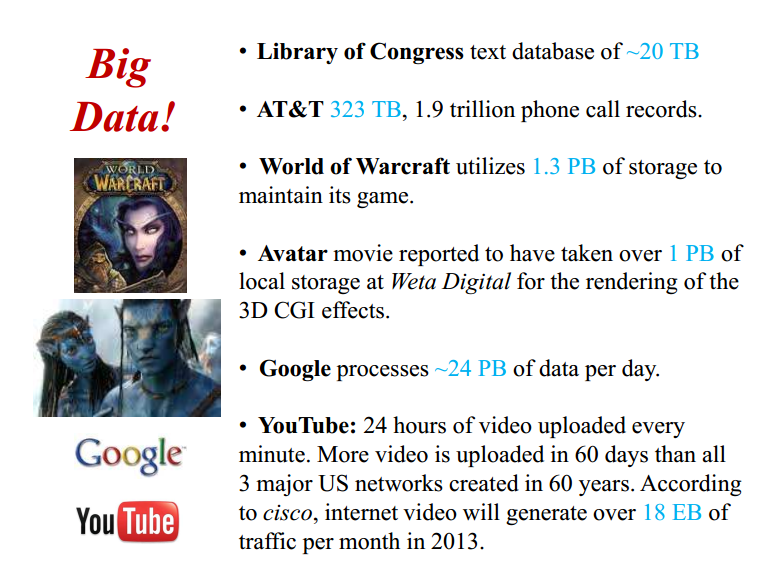 Big
Data!
WORLD
WARCRAFT
Google™
YouTube
• Library of Congress text database of ~20 TB
• AT&T 323 TB, 1.9 trillion phone call records.
• World of Warcraft utilizes 1.3 PB of storage to
maintain its game.
• Avatar movie reported to have taken over 1 PB of
local storage at Weta Digital for the rendering of the
3D CGI effects.
• Google processes ~24 PB of data per day.
• YouTube: 24 hours of video uploaded every
minute. More video is uploaded in 60 days than all
3 major US networks created in 60 years. According
to cisco, internet video will generate over 18 EB of
traffic per month in 2013.